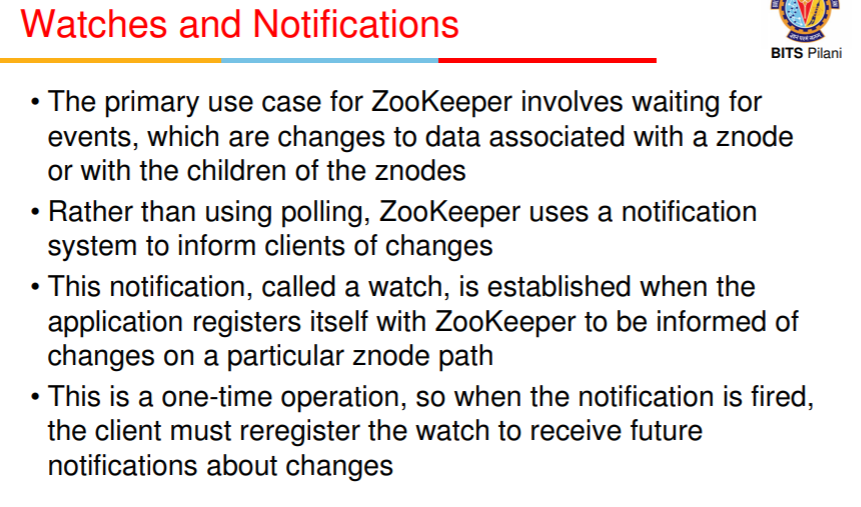 Watches and Notifications
BITS Pilani
• The primary use case for ZooKeeper involves waiting for
events, which are changes to data associated with a znode
or with the children of the znodes
• Rather than using polling, ZooKeeper uses a notification
system to inform clients of changes
• This notification, called a watch, is established when the
application registers itself with ZooKeeper to be informed of
changes on a particular znode path
• This is a one-time operation, so when the notification is fired,
the client must reregister the watch to receive future
notifications about changes